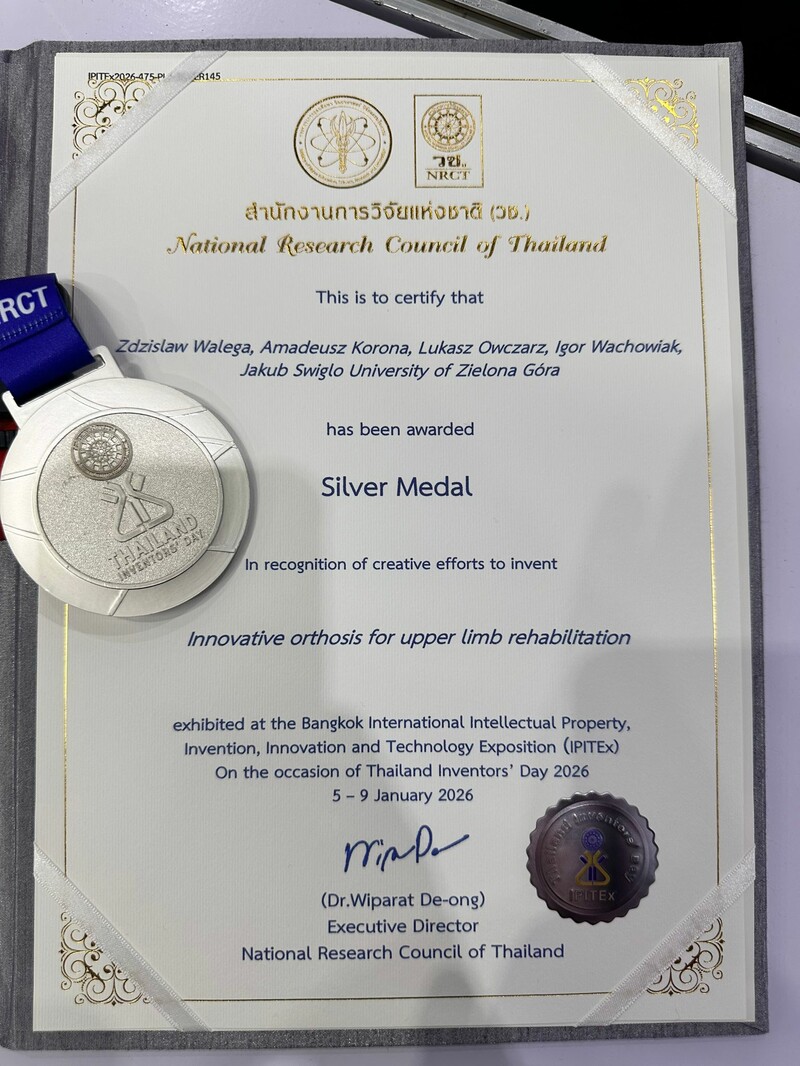 วช.
NRCT
สำนักงานการวิจัยแห่งชาติ (วช.)
National Research Council of Thailand
This is to certify that
Zdzislaw Walega, Amadeusz Korona, Lukasz Owczarz, Igor Wachowiak,
Jakub Swiglo University of Zielona Góra
has been awarded
Silver Medal
In recognition of creative efforts to invent
Innovative orthosis for upper limb rehabilitation
exhibited at the Bangkok International Intellectual Property,
Invention, Innovation and Technology Exposition (IPITEx)
On the occasion of Thailand Inventors' Day 2026
5 – 9 January 2026
(Dr.Wiparat De-ong)
Executive Director
National Research Council of Thailand
RCT
THAILAND
INVENTORS' DAY
Thailand Inventors' Day
IPITEx